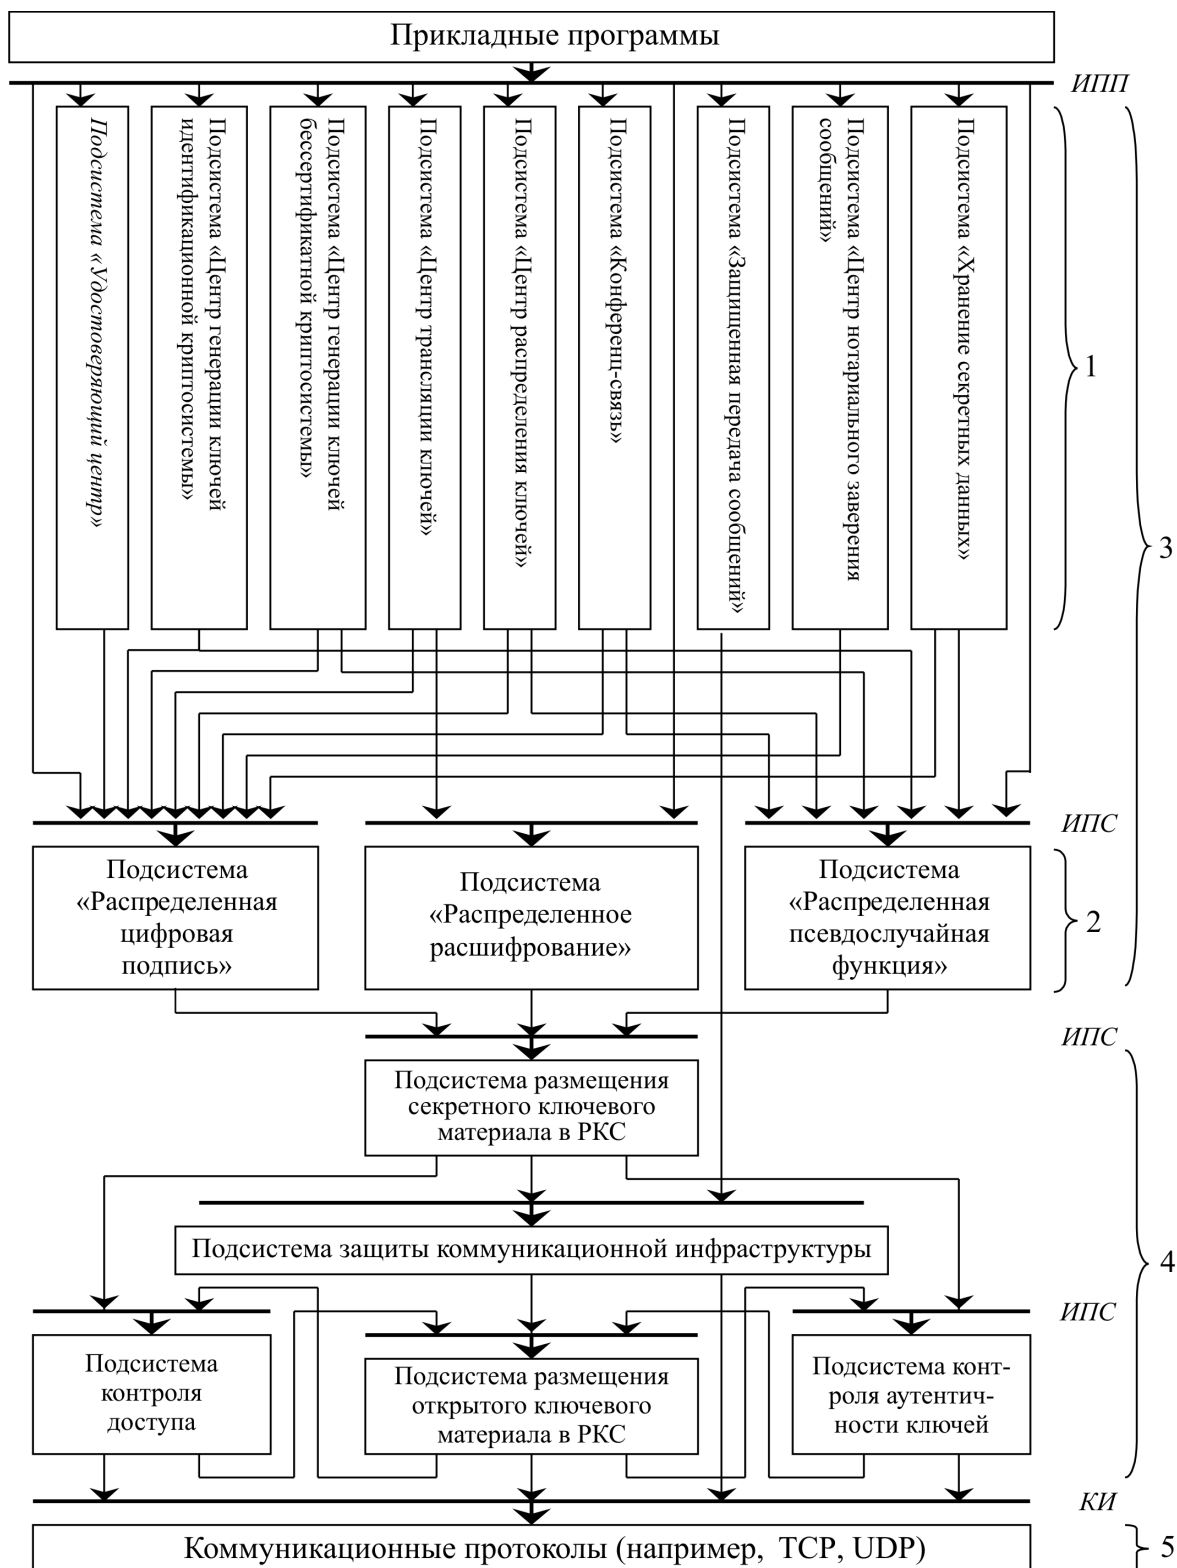 Прикладные программы
ИПП
Подсистема «Удостоверяющий центр»
Подсистема «Центр генерации ключей
идентификационной криптосистемы»
Подсистема «Центр генерации ключей
бессертификатной криптосистемы»
Подсистема «Центр трансляции ключей»
Подсистема «Центр распределения ключей»
Подсистема «Конференц-связь»
Подсистема «Защищенная передача сообщений»
Подсистема «Центр нотариального заверения
сообщений»
Подсистема «Хранение секретных данных»
1
3
ИПС
Подсистема
«Распределенная
цифровая
подпись»
Подсистема
«Распределенное
расшифрование»
Подсистема
«Распределенная
псевдослучайная
функция»
2
ИПС
Подсистема размещения
секретного ключевого
материала в РКС
Подсистема защиты коммуникационной инфраструктуры
4
ИПС
Подсистема
контроля
доступа
Подсистема размещения
открытого ключевого
материала в РКС
Подсистема конт-
роля аутентич-
ности ключей
КИ
Коммуникационные протоколы (например, TCP, UDP)
5